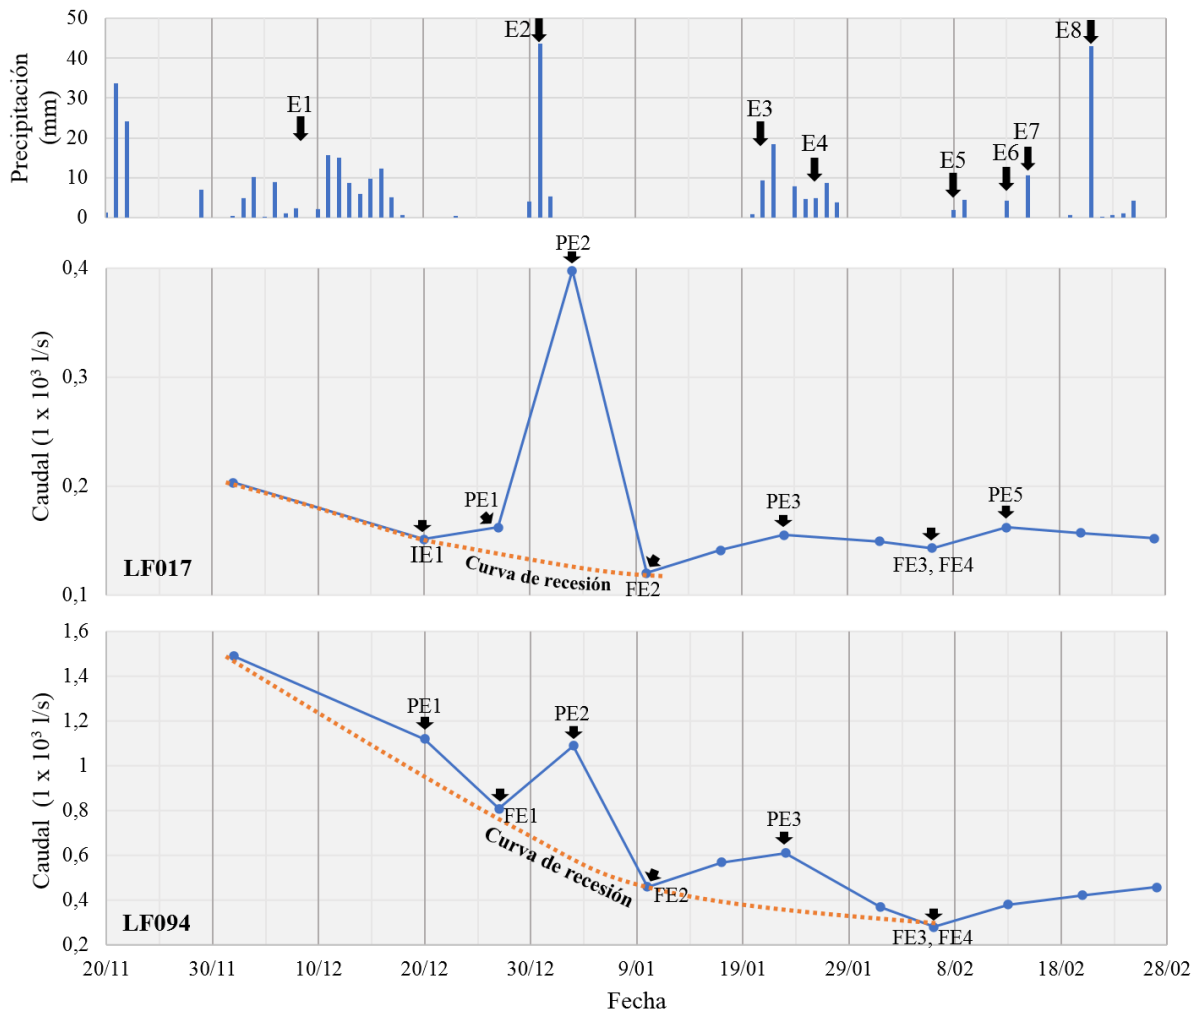 Precipitación
(mm)
50
40
30
20
10
0
E1
E2
E3
E4
E5
E6
E7
E8
Caudal (1 x 10³ l/s)
0,4
0,3
0,2
0,1
PE2
PE1
IE1
PE3
PE5
FE2
FE3, FE4
Curva de recesión
LF017
Caudal (1 x 10³ l/s)
1,6
1,4
1,2
1
0,8
0,6
0,4
0,2
PE1
PE2
FE1
PE3
FE2
FE3, FE4
Curva de recesión
LF094
20/11
30/11
10/12
20/12
30/12
9/01
19/01
29/01
8/02
18/02
28/02
Fecha